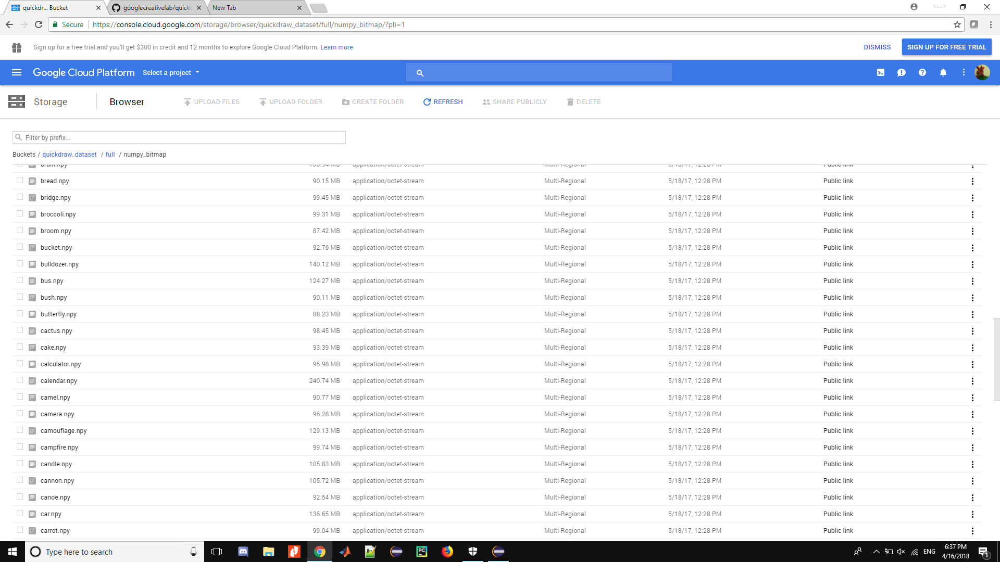 quickdr... Bucket
googlecreativelab/quickd
New Tab
Secure https://console.cloud.google.com/storage/browser/quickdraw_dataset/full/numpy_bitmap/?pli=1
Sign up for a free trial and you'll get $300 in credit and 12 months to explore Google Cloud Platform. Learn more
DISMISS
SIGN UP FOR FREE TRIAL
Google Cloud Platform
Select a project
Storage
Browser
UPLOAD FILES
UPLOAD FOLDER
CREATE FOLDER
REFRESH
SHARE PUBLICLY
DELETE
Filter by prefix...
Buckets / quickdraw_dataset / full / numpy_bitmap
brain.npy 106.94 MB application/octet-stream Multi-Regional 5/18/17, 12:28 PM Public link
bread.npy 90.15 MB application/octet-stream Multi-Regional 5/18/17, 12:28 PM Public link
bridge.npy 99.45 MB application/octet-stream Multi-Regional 5/18/17, 12:28 PM Public link
broccoli.npy 99.31 MB application/octet-stream Multi-Regional 5/18/17, 12:28 PM Public link
broom.npy 87.42 MB application/octet-stream Multi-Regional 5/18/17, 12:28 PM Public link
bucket.npy 92.76 MB application/octet-stream Multi-Regional 5/18/17, 12:28 PM Public link
bulldozer.npy 140.12 MB application/octet-stream Multi-Regional 5/18/17, 12:28 PM Public link
bus.npy 124.27 MB application/octet-stream Multi-Regional 5/18/17, 12:28 PM Public link
bush.npy 90.11 MB application/octet-stream Multi-Regional 5/18/17, 12:28 PM Public link
butterfly.npy 88.23 MB application/octet-stream Multi-Regional 5/18/17, 12:28 PM Public link
cactus.npy 98.45 MB application/octet-stream Multi-Regional 5/18/17, 12:28 PM Public link
cake.npy 93.39 MB application/octet-stream Multi-Regional 5/18/17, 12:28 PM Public link
calculator.npy 95.98 MB application/octet-stream Multi-Regional 5/18/17, 12:28 PM Public link
calendar.npy 240.74 MB application/octet-stream Multi-Regional 5/18/17, 12:28 PM Public link
camel.npy 90.77 MB application/octet-stream Multi-Regional 5/18/17, 12:28 PM Public link
camera.npy 96.28 MB application/octet-stream Multi-Regional 5/18/17, 12:28 PM Public link
camouflage.npy 129.13 MB application/octet-stream Multi-Regional 5/18/17, 12:28 PM Public link
campfire.npy 99.74 MB application/octet-stream Multi-Regional 5/18/17, 12:28 PM Public link
candle.npy 105.83 MB application/octet-stream Multi-Regional 5/18/17, 12:28 PM Public link
cannon.npy 105.72 MB application/octet-stream Multi-Regional 5/18/17, 12:28 PM Public link
canoe.npy 92.54 MB application/octet-stream Multi-Regional 5/18/17, 12:28 PM Public link
car.npy 136.65 MB application/octet-stream Multi-Regional 5/18/17, 12:28 PM Public link
carrot.npy 99.04 MB application/octet-stream Multi-Regional 5/18/17, 12:28 PM Public link
Type here to search
PC
ENG
6:37 PM
4/16/2018
1